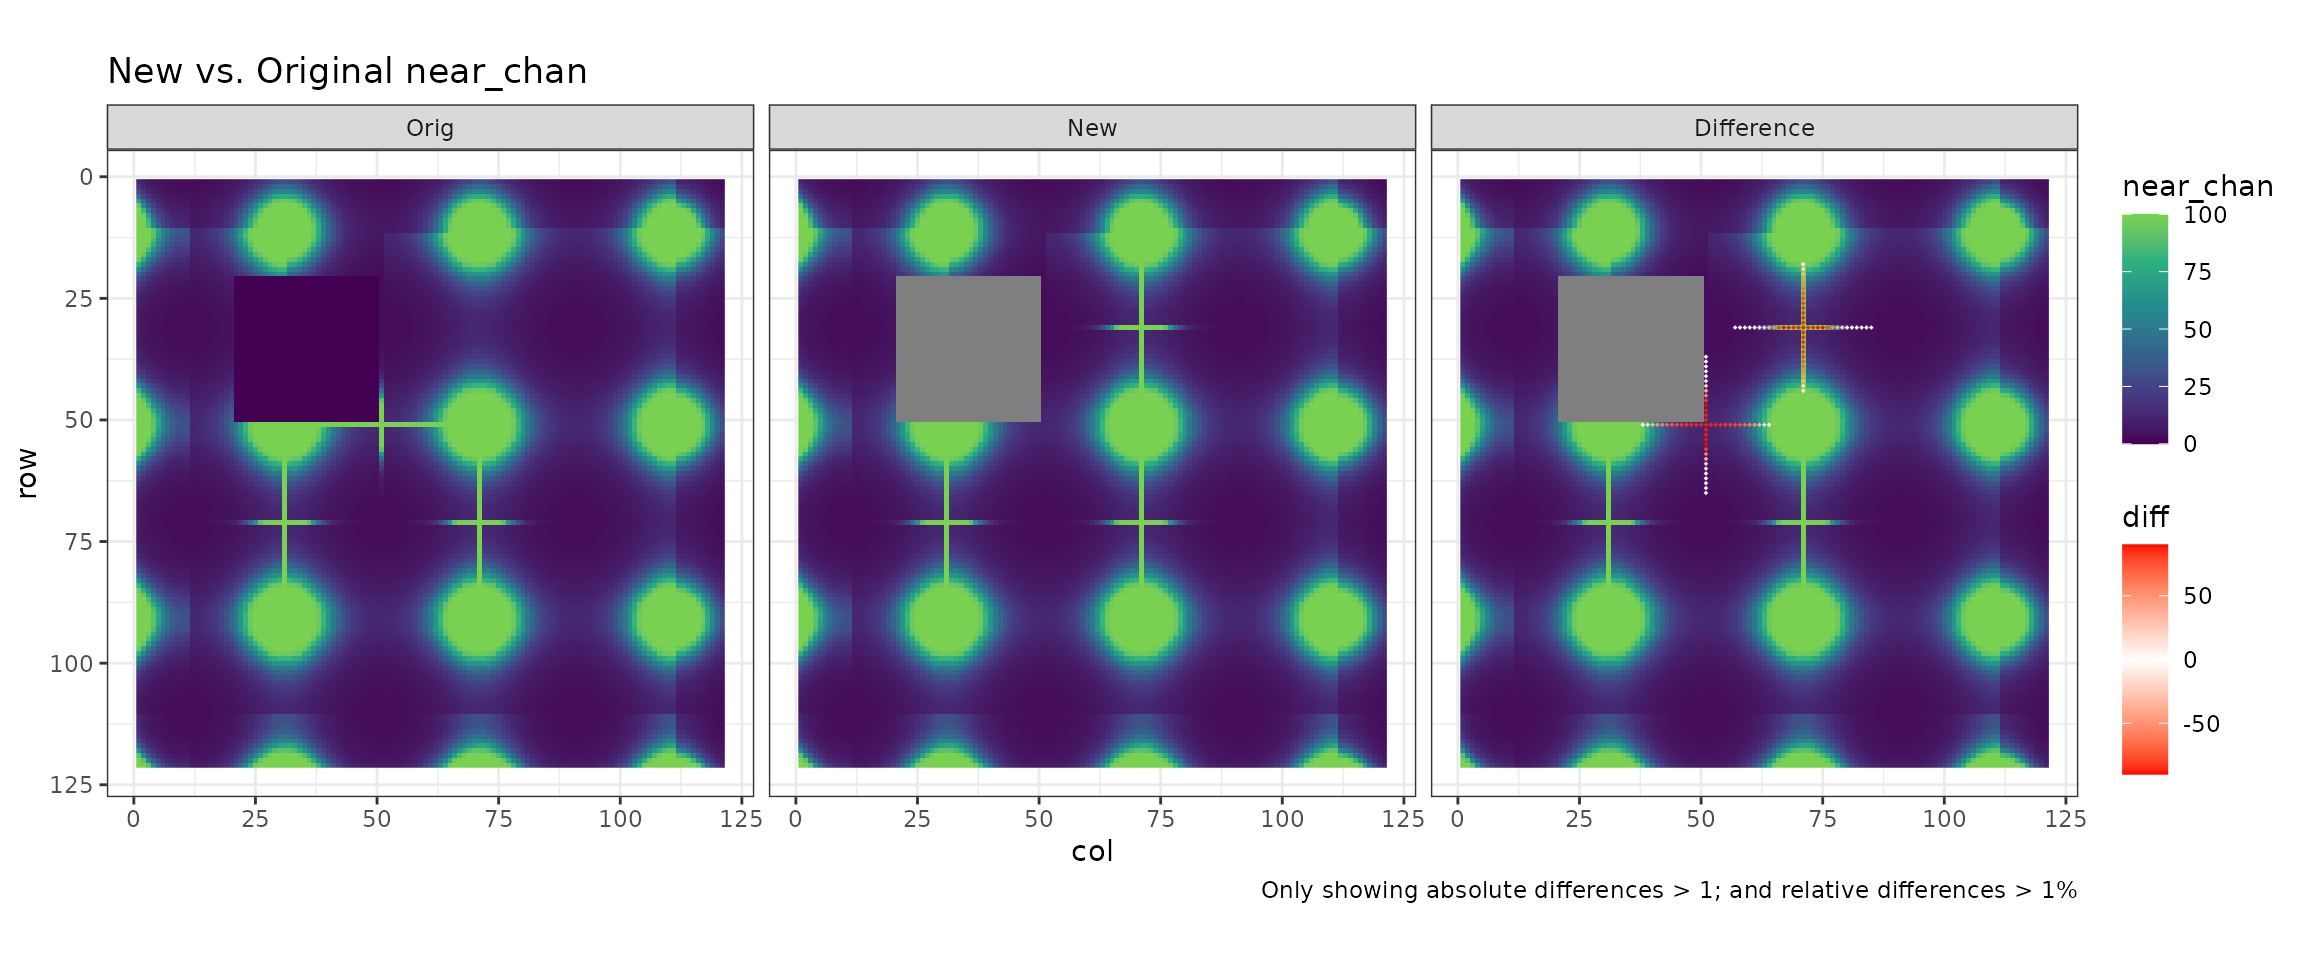 New vs. Original near_chan
Orig New Difference
0
25
50
75
100
125
row
0 25 50 75 100 125 0 25 50 75 100 125 0 25 50 75 100 125
col
near_chan
100
75
50
25
0
diff
50
0
-50
Only showing absolute differences > 1; and relative differences > 1%